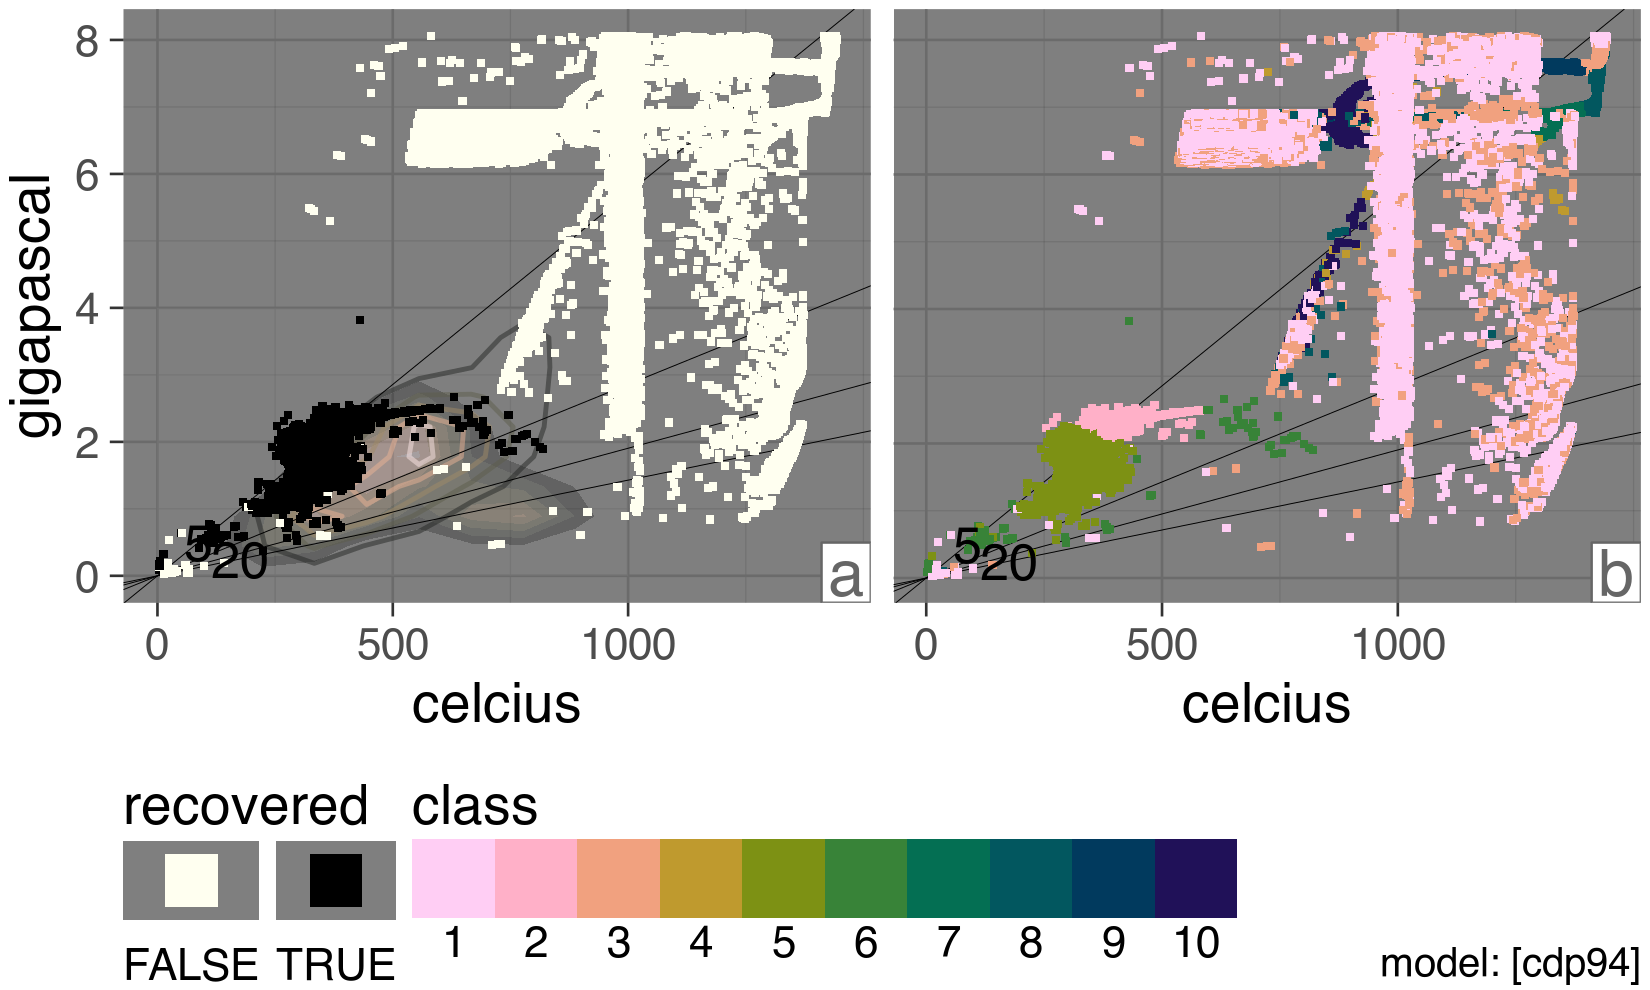 8
6
4
2
0
gigapascal
5
20
a
b
0 500 1000
0 500 1000
celcius
celcius
recovered
FALSE TRUE
class
1 2 3 4 5 6 7 8 9 10
model: [cdp94]